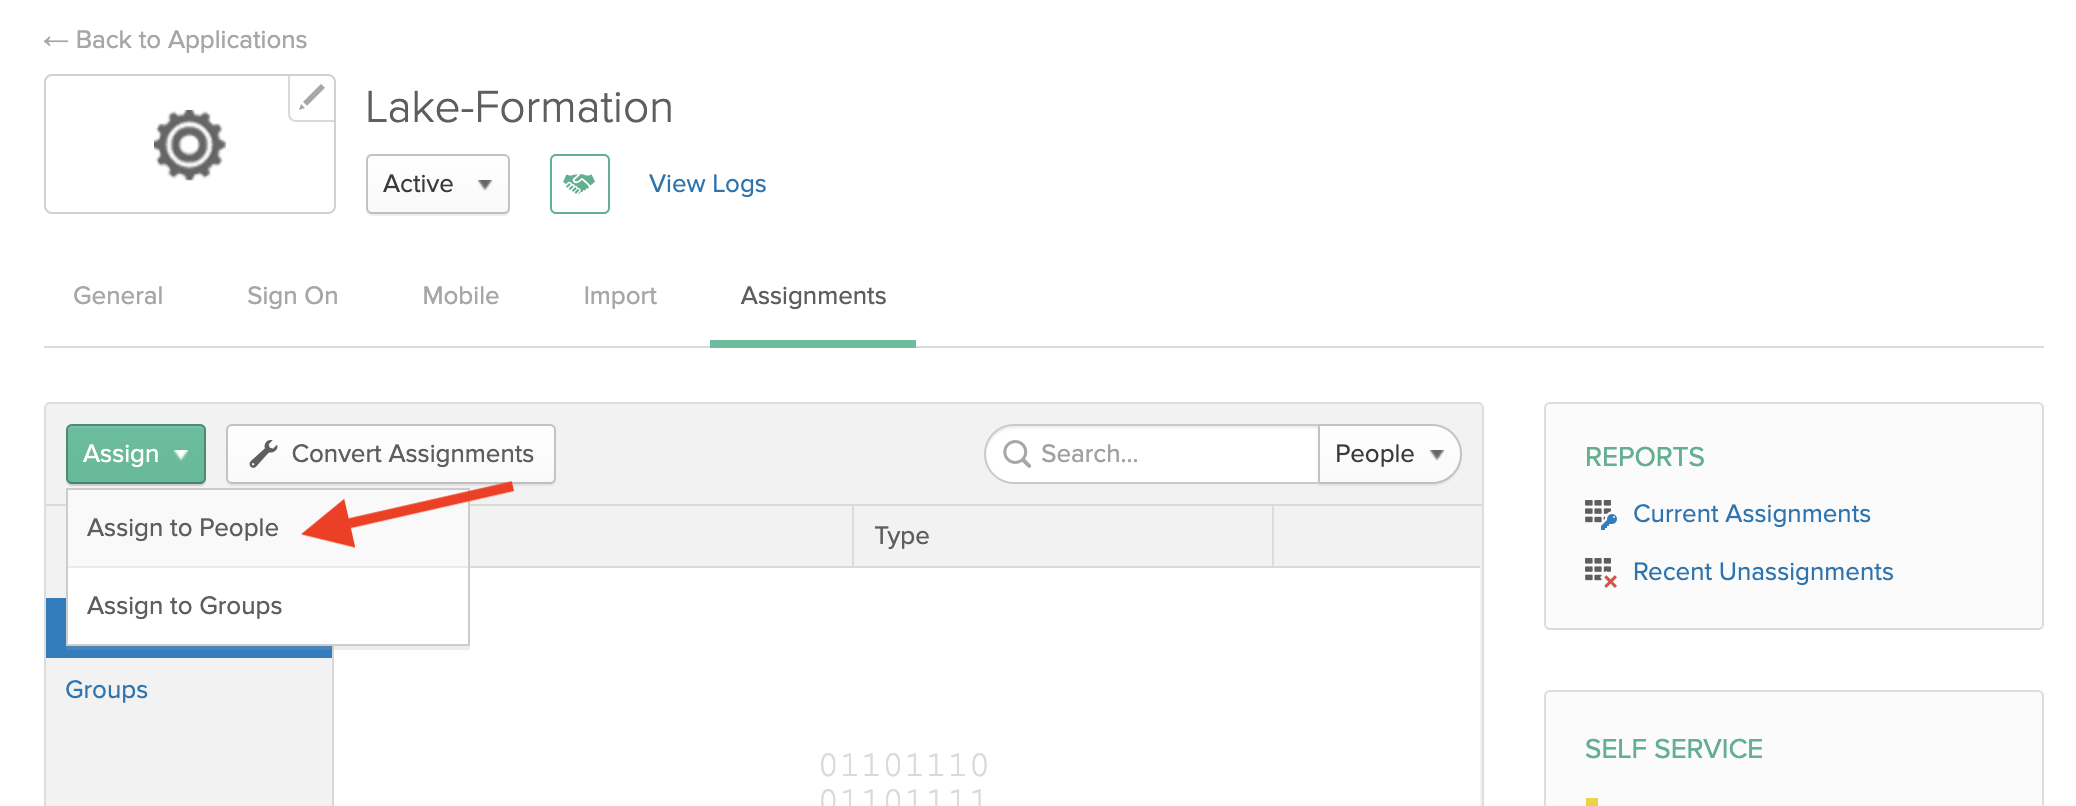 ← Back to Applications
Lake-Formation
Active
View Logs
General
Sign On
Mobile
Import
Assignments
Assign
Convert Assignments
Search...
People
Assign to People
Type
Assign to Groups
Groups
01101110
01101111
REPORTS
Current Assignments
Recent Unassignments
SELF SERVICE